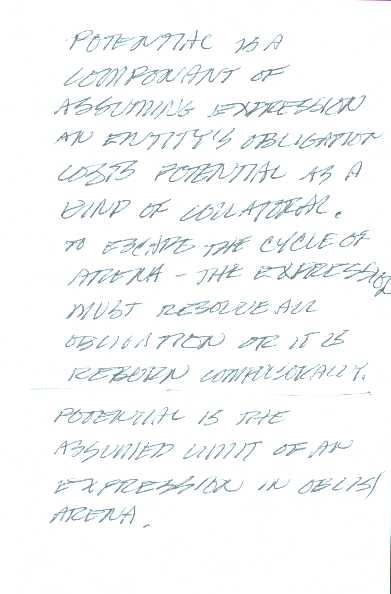 POTENTIAL IS A
COMPONANT OF
ASSUMING EXPRESSION
AN ENTITY'S OBLIGATION
COSTS POTENTIAL AS A
KIND OF COLLATERAL.
TO ESCAPE THE CYCLE OF
ARENA - THE EXPRESSION
MUST RESOLVE ALL
OBLIGATION OR IT IS
REBORN COMPULSORALLY.
POTENTIAL IS THE
ASSUMED LIMIT OF AN
EXPRESSION IN
ARENA.